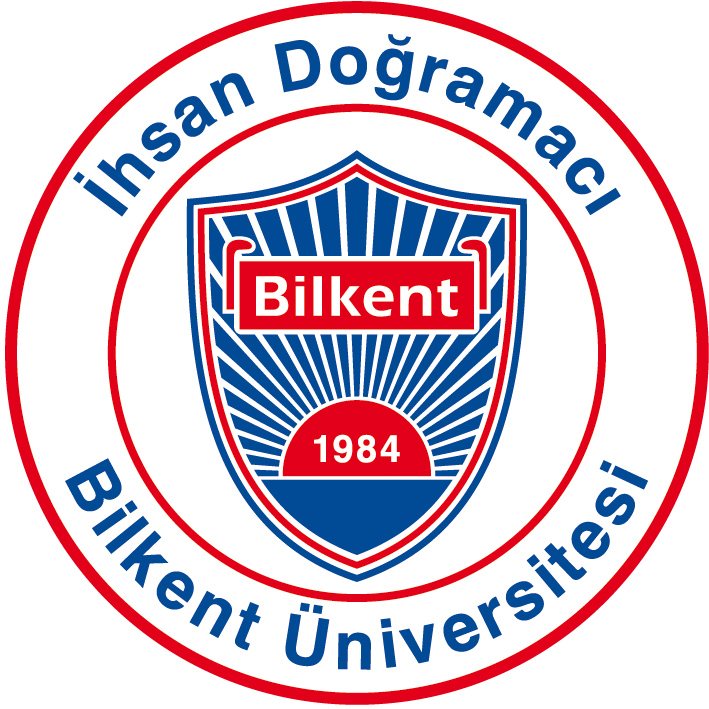 İhsan Doğramacı
Bilkent
1984
Bilkent Üniversitesi